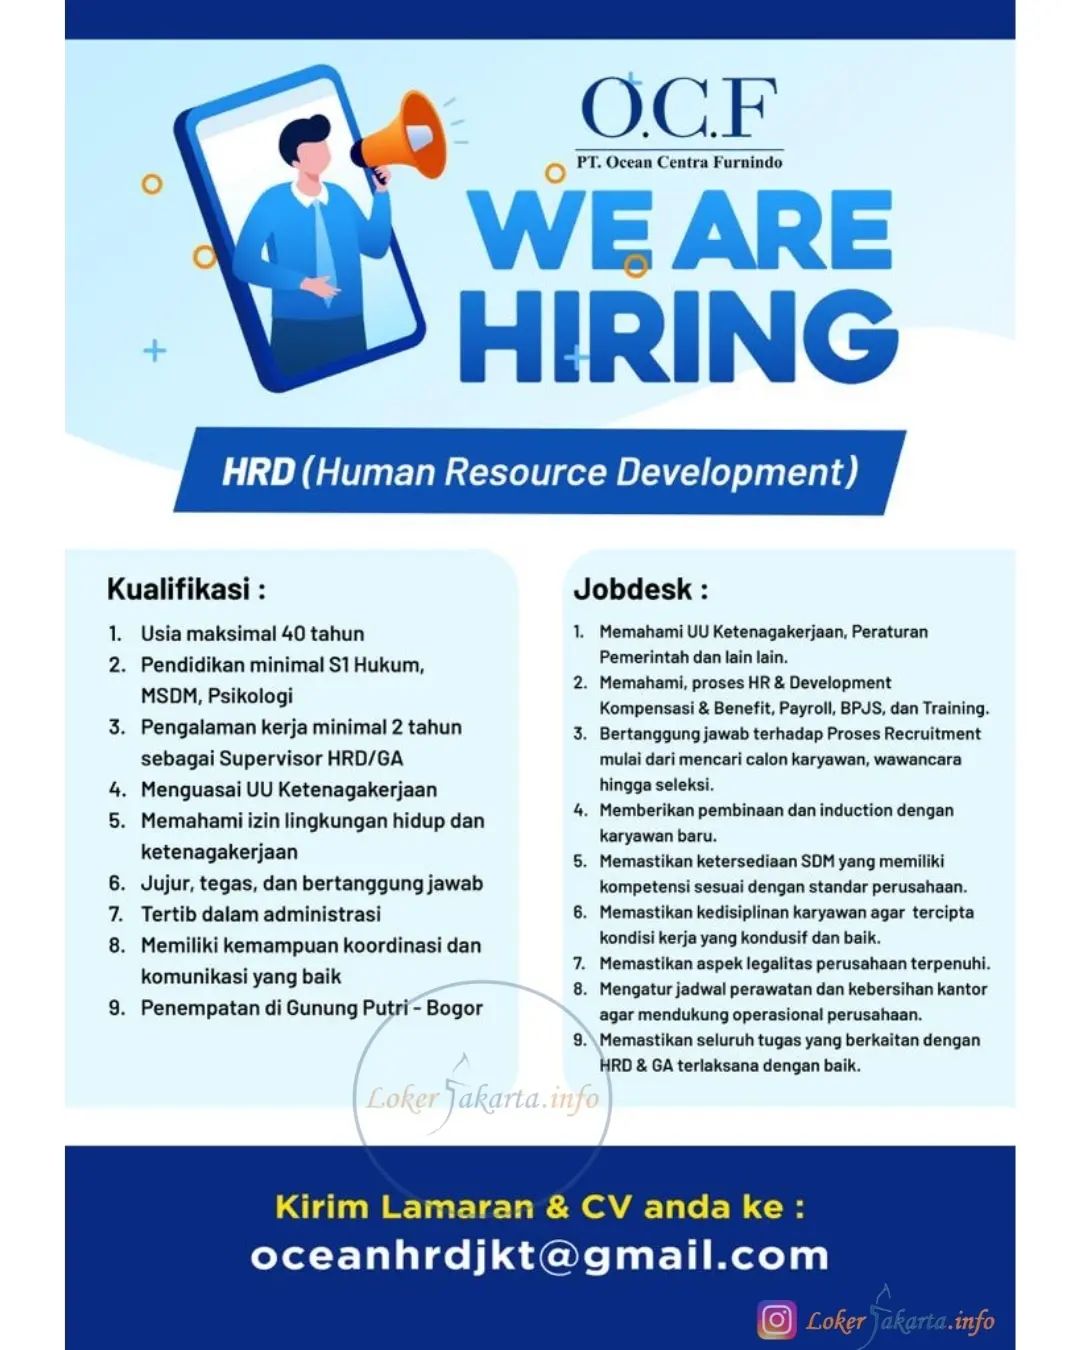 O.C.F
PT. Ocean Centra Furnindo
WE ARE
HIRING
HRD (Human Resource Development)
Kualifikasi :
1. Usia maksimal 40 tahun
2. Pendidikan minimal S1 Hukum,
MSDM, Psikologi
3. Pengalaman kerja minimal 2 tahun
sebagai Supervisor HRD/GA
4. Menguasai UU Ketenagakerjaan
5. Memahami izin lingkungan hidup dan
ketenagakerjaan
6. Jujur, tegas, dan bertanggung jawab
7. Tertib dalam administrasi
8. Memiliki kemampuan koordinasi dan
komunikasi yang baik
9. Penempatan di Gunung Putri - Bogor
Jobdesk :
1. Memahami UU Ketenagakerjaan, Peraturan
Pemerintah dan lain lain.
2. Memahami, proses HR & Development
Kompensasi & Benefit, Payroll, BPJS, dan Training.
3. Bertanggung jawab terhadap Proses Recruitment
mulai dari mencari calon karyawan, wawancara
hingga seleksi.
4. Memberikan pembinaan dan induction dengan
karyawan baru.
5. Memastikan ketersediaan SDM yang memiliki
kompetensi sesuai dengan standar perusahaan.
6. Memastikan kedisiplinan karyawan agar tercipta
kondisi kerja yang kondusif dan baik.
7. Memastikan aspek legalitas perusahaan terpenuhi.
8. Mengatur jadwal perawatan dan kebersihan kantor
agar mendukung operasional perusahaan.
9. Memastikan seluruh tugas yang berkaitan dengan
HRD & GA terlaksana dengan baik.
Loker Jakarta.info
Kirim Lamaran & CV anda ke :
oceanhrdjkt@gmail.com
Loker Jakarta.info